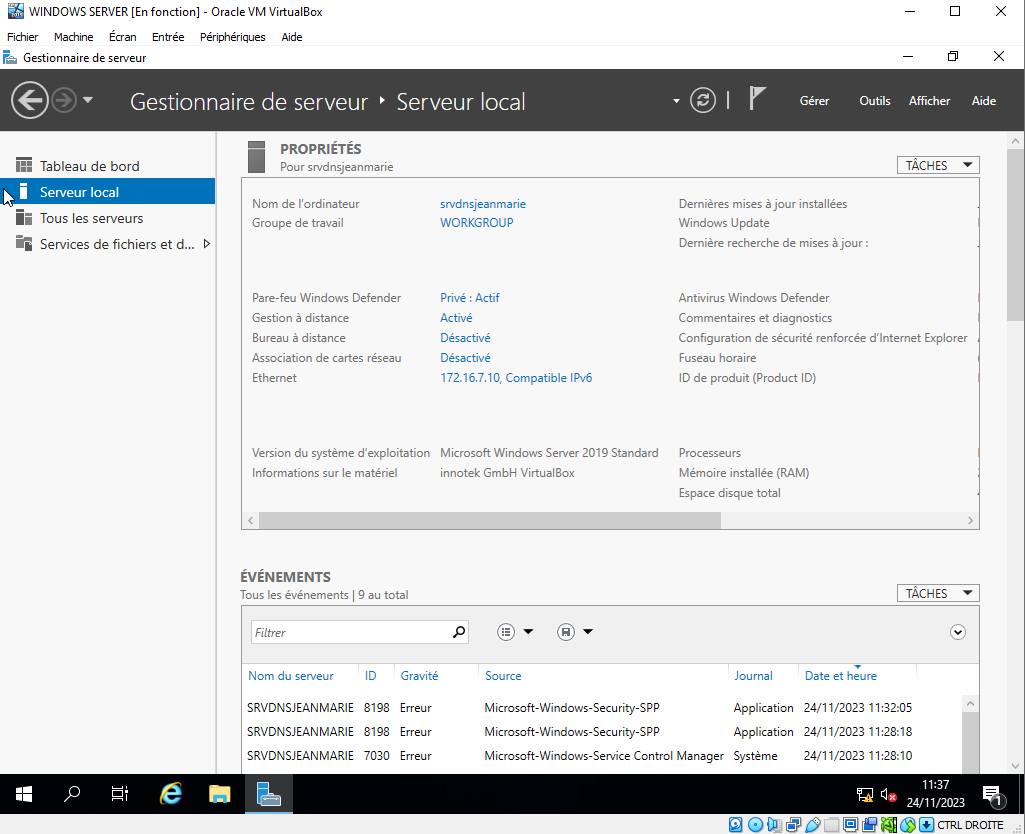 WINDOWS SERVER [En fonction] - Oracle VM VirtualBox
Fichier Machine Écran Entrée Périphériques Aide
Gestionnaire de serveur
Gestionnaire de serveur Serveur local
Gérer Outils Afficher Aide
Tableau de bord
Serveur local
Tous les serveurs
Services de fichiers et d...
PROPRIÉTÉS
Pour srvdnsjeanmarie
TÂCHES
Nom de l'ordinateur srvdnsjeanmarie Dernières mises à jour installées
Groupe de travail WORKGROUP Windows Update
Dernière recherche de mises à jour :
Pare-feu Windows Defender Privé : Actif Antivirus Windows Defender
Gestion à distance Activé Commentaires et diagnostics
Bureau à distance Désactivé Configuration de sécurité renforcée d'Internet Explorer
Association de cartes réseau Désactivé Fuseau horaire
Ethernet 172.16.7.10, Compatible IPv6 ID de produit (Product ID)
Version du système d'exploitation Microsoft Windows Server 2019 Standard Processeurs
Informations sur le matériel innotek GmbH VirtualBox Mémoire installée (RAM)
Espace disque total
ÉVÉNEMENTS
Tous les événements | 9 au total
TÂCHES
Filtrer
Nom du serveur ID Gravité Source Journal Date et heure
SRVDNSJEANMARIE 8198 Erreur Microsoft-Windows-Security-SPP Application 24/11/2023 11:32:05
SRVDNSJEANMARIE 8198 Erreur Microsoft-Windows-Security-SPP Application 24/11/2023 11:28:18
SRVDNSJEANMARIE 7030 Erreur Microsoft-Windows-Service Control Manager Système 24/11/2023 11:28:10
11:37
24/11/2023
1
CTRL DROITE